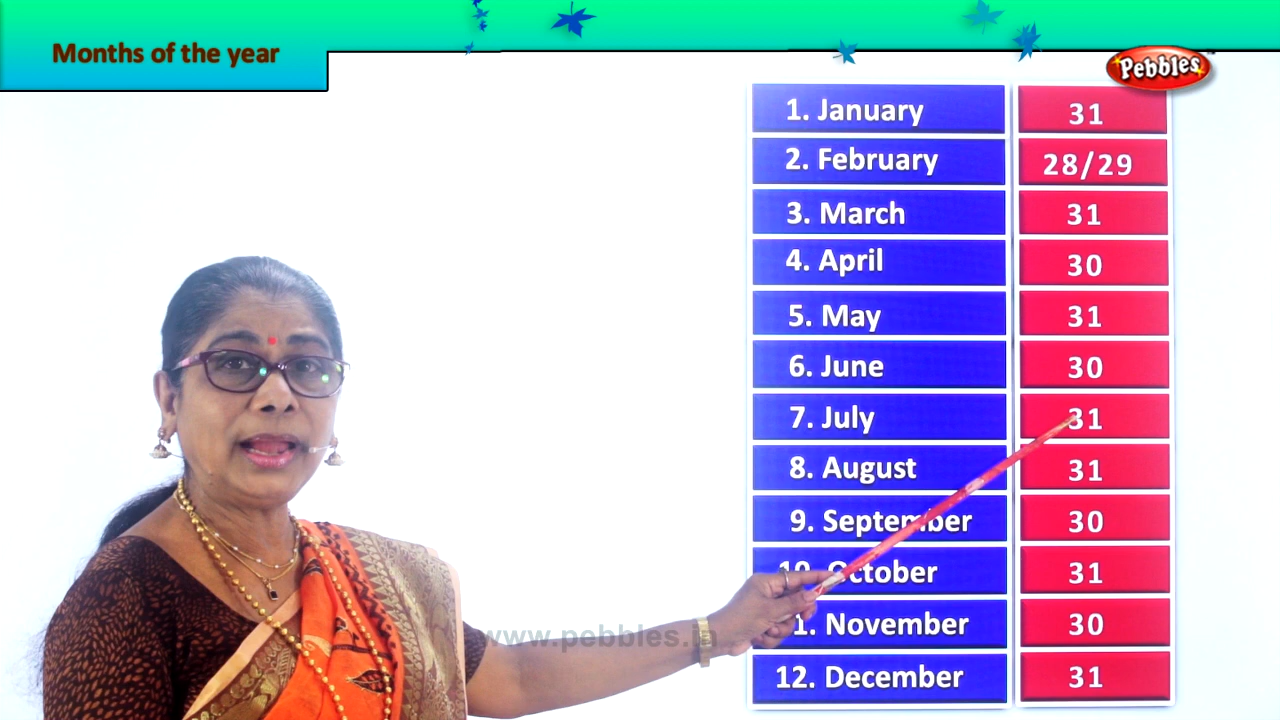 Months of the year
Pebbles
1. January 31
2. February 28/29
3. March 31
4. April 30
5. May 31
6. June 30
7. July 31
8. August 31
9. September 30
10. October 31
1. November 30
12. December 31
www.pebbles.in